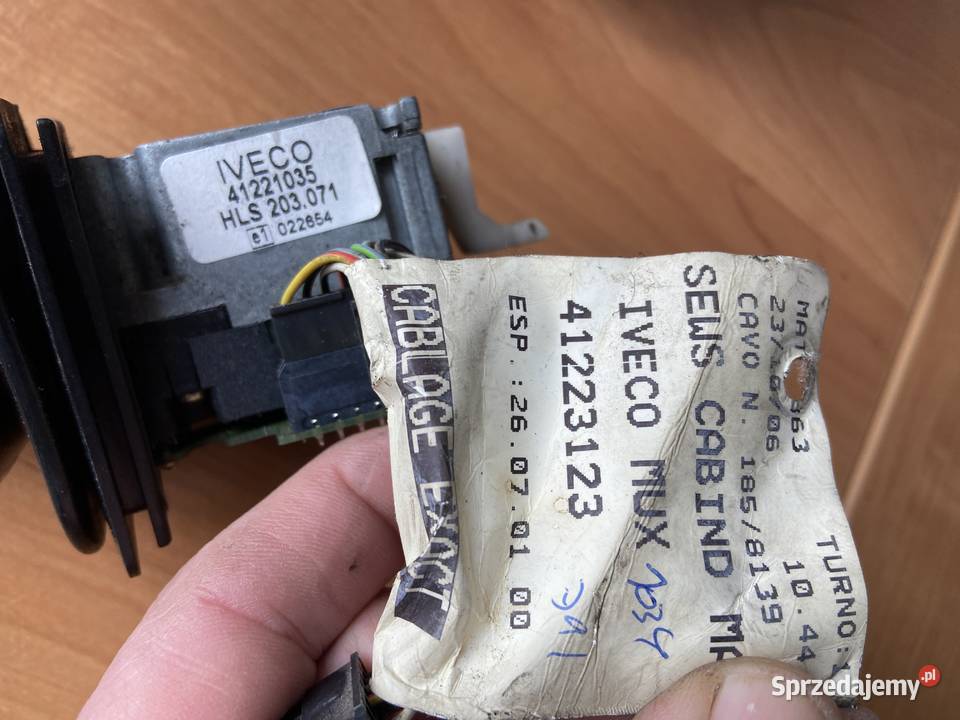 IVECO
41221035
HLS 203.071
e1 022654
TURNO:
10.44
CAVO N. 185/8139
SEWS CABIND
IVECO MUX 7034
41223123
ESP.:26.07.01 00
CABLAGE
Sprzedajemy.pl